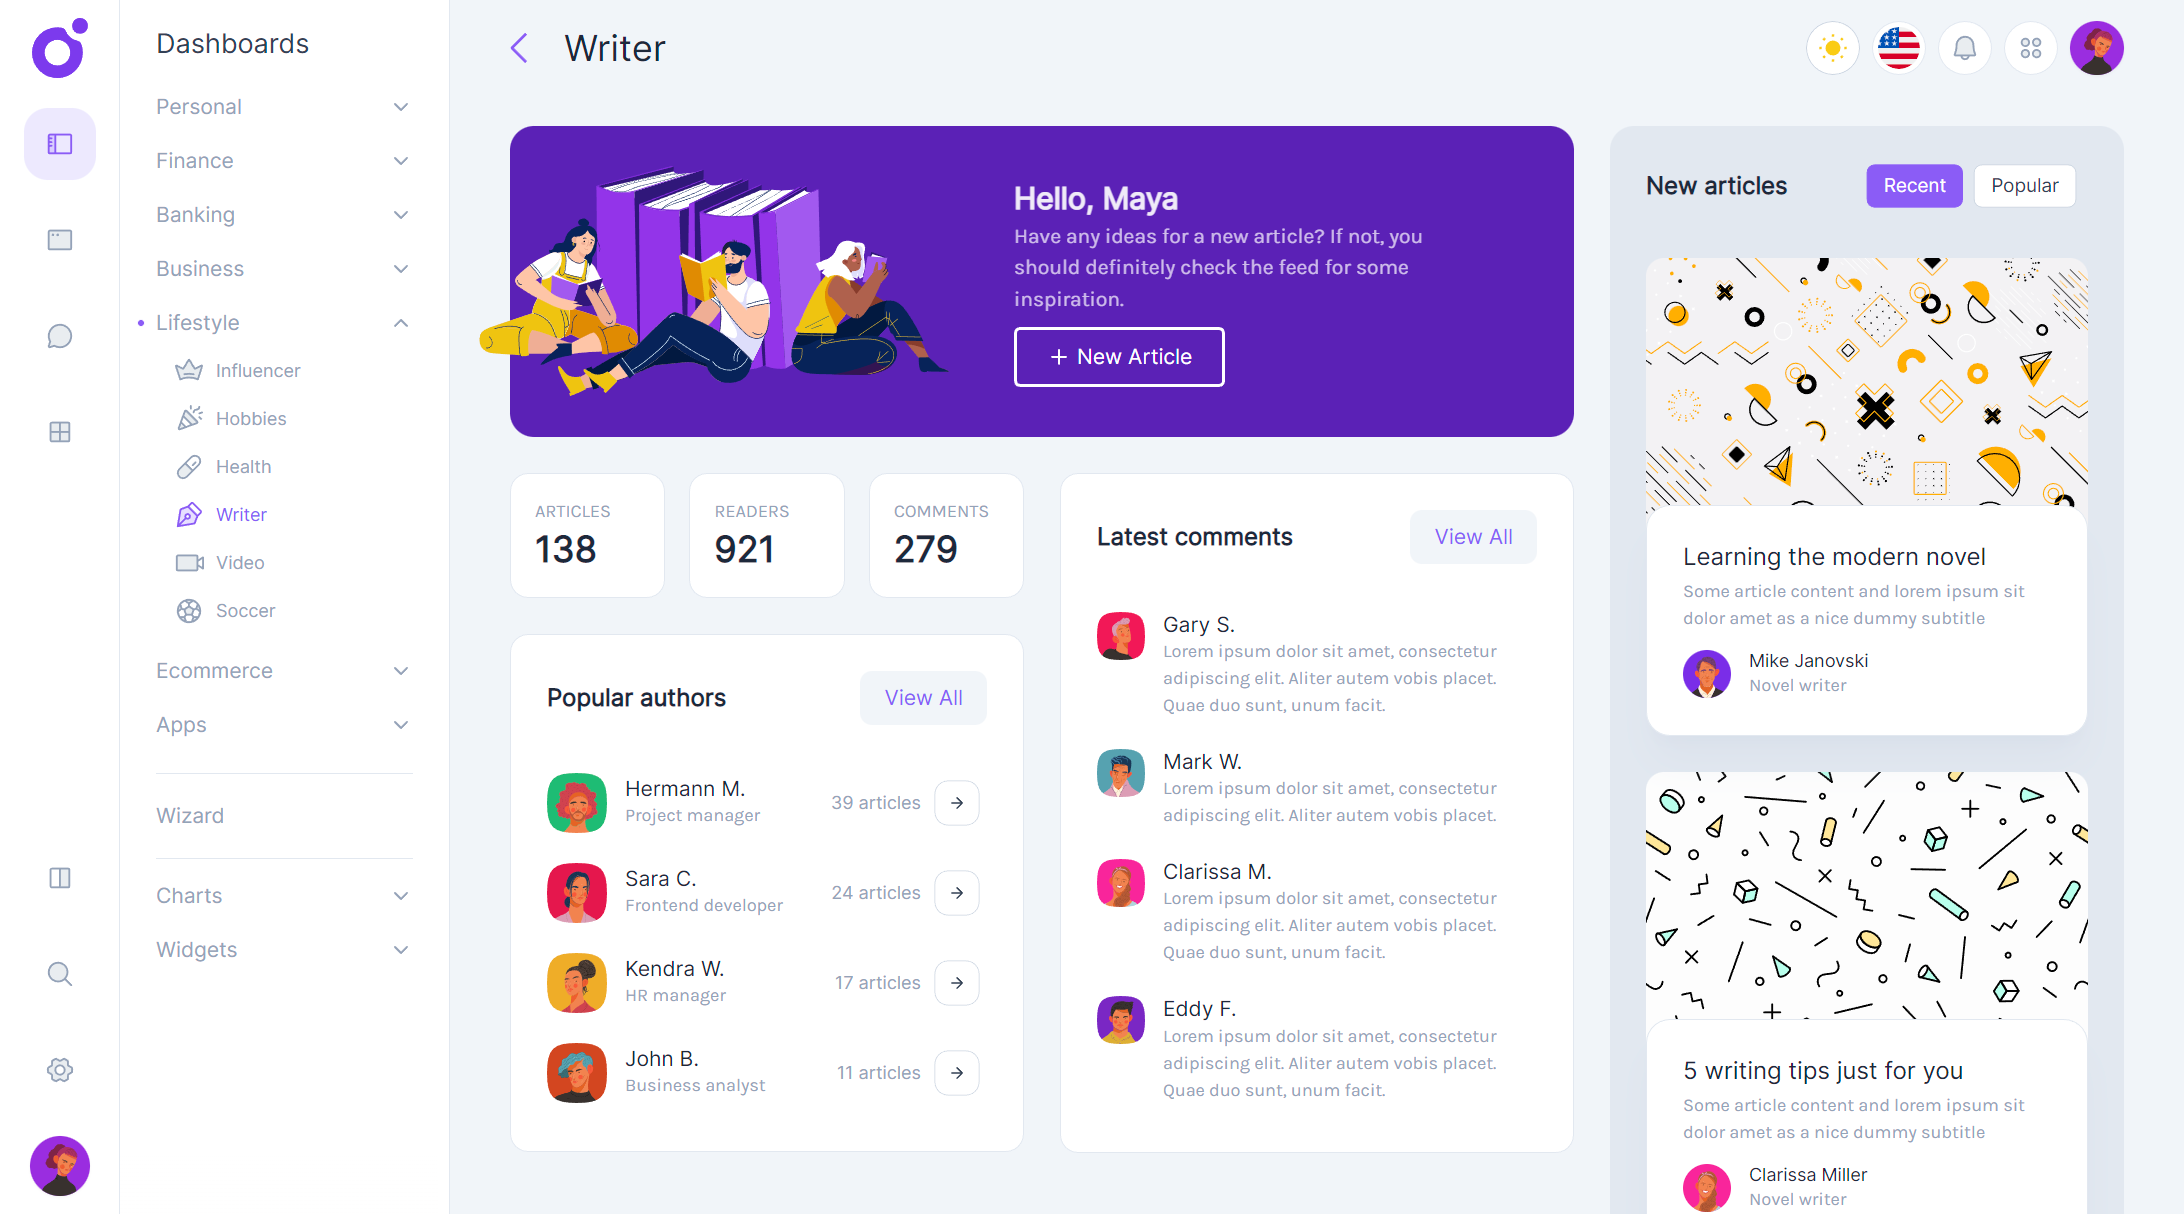 Dashboards
Personal
Finance
Banking
Business
Lifestyle
Influencer
Hobbies
Health
Writer
Video
Soccer
Ecommerce
Apps
Wizard
Charts
Widgets
Writer
Hello, Maya
Have any ideas for a new article? If not, you
should definitely check the feed for some
inspiration.
New Article
ARTICLES
138
READERS
921
COMMENTS
279
Popular authors
View All
Hermann M.
Project manager
39 articles
Sara C.
Frontend developer
24 articles
Kendra W.
HR manager
17 articles
John B.
Business analyst
11 articles
Latest comments
View All
Gary S.
Lorem ipsum dolor sit amet, consectetur
adipiscing elit. Aliter autem vobis placet.
Quae duo sunt, unum facit.
Mark W.
Lorem ipsum dolor sit amet, consectetur
adipiscing elit. Aliter autem vobis placet.
Clarissa M.
Lorem ipsum dolor sit amet, consectetur
adipiscing elit. Aliter autem vobis placet.
Quae duo sunt, unum facit.
Eddy F.
Lorem ipsum dolor sit amet, consectetur
adipiscing elit. Aliter autem vobis placet.
Quae duo sunt, unum facit.
New articles
Recent
Popular
Learning the modern novel
Some article content and lorem ipsum sit
dolor amet as a nice dummy subtitle
Mike Janovski
Novel writer
5 writing tips just for you
Some article content and lorem ipsum sit
dolor amet as a nice dummy subtitle
Clarissa Miller
Novel writer